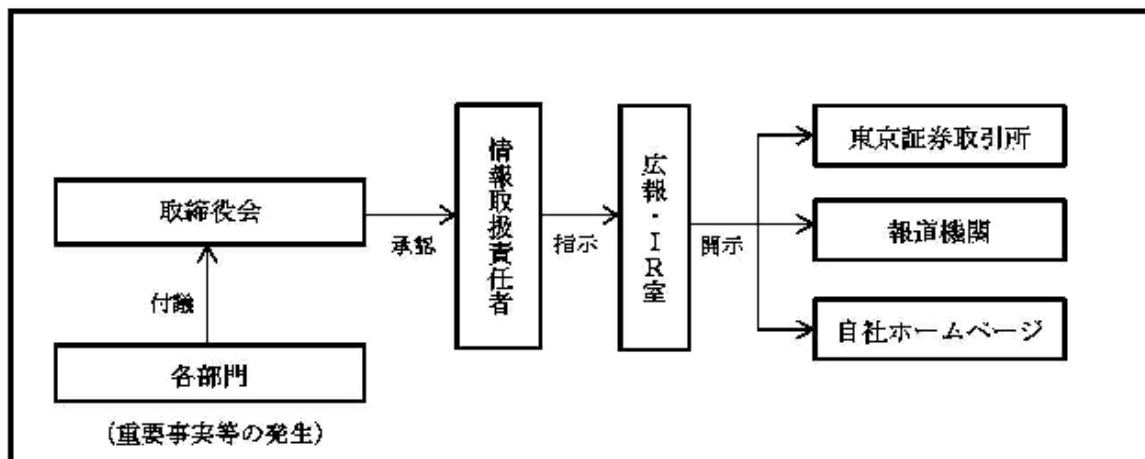 取締役会
付議
各部門
(重要事実等の発生)
承認
情報取扱責任者
指示
広報・IR室
開示
東京証券取引所
報道機関
自社ホームページ